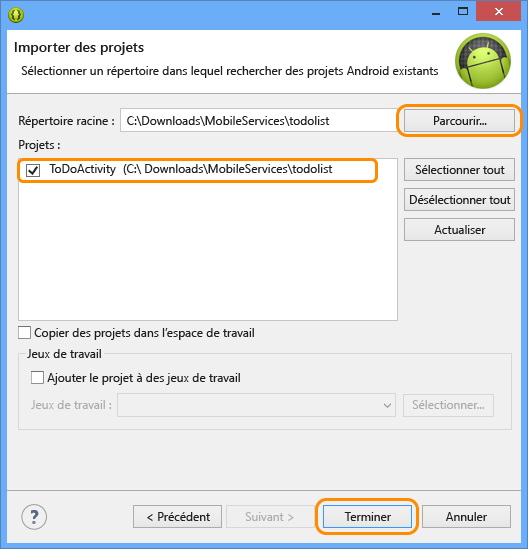 Importer des projets
Sélectionner un répertoire dans lequel rechercher des projets Android existants
Répertoire racine : C:\Downloads\MobileServices\todolist Parcourir...
Projets :
ToDoActivity (C:\ Downloads\MobileServices\todolist Sélectionner tout
Désélectionner tout
Actualiser
Copier des projets dans l'espace de travail
Jeux de travail
Ajouter le projet à des jeux de travail
Jeux de travail : Sélectionner...
? < Précédent Suivant > Terminer Annuler